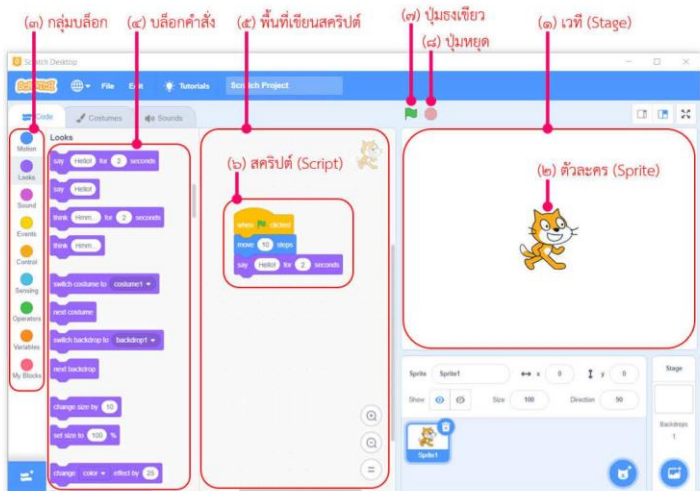 (๓) กลุ่มบล็อก (๔) บล็อกคำสั่ง (๕) พื้นที่เขียนสคริปต์ (๗) ปุ่มธงเขียว (๑) เวที (Stage)
(๘) ปุ่มหยุด
Scratch Desktop
SCRATCH File Edit Tutorials Scratch Project
Code Costumes Sounds
Motion
Looks
Sound
Events
Control
Sensing
Operators
Variables
My Blocks
Looks
say Hello! for 2 seconds
say Hello!
think Hmm... for 2 seconds
think Hmm...
switch costume to costume1
next costume
switch backdrop to backdrop1
next backdrop
change size by 10
set size to 100 %
change color effect by 25
(๖) สคริปต์ (Script)
when clicked
move 10 steps
say Hello! for 2 seconds
(๒) ตัวละคร (Sprite)
Sprite Sprite1 x 0 y 0
Show Size 100 Direction 90
Sprite1
Stage
Backdrops
1